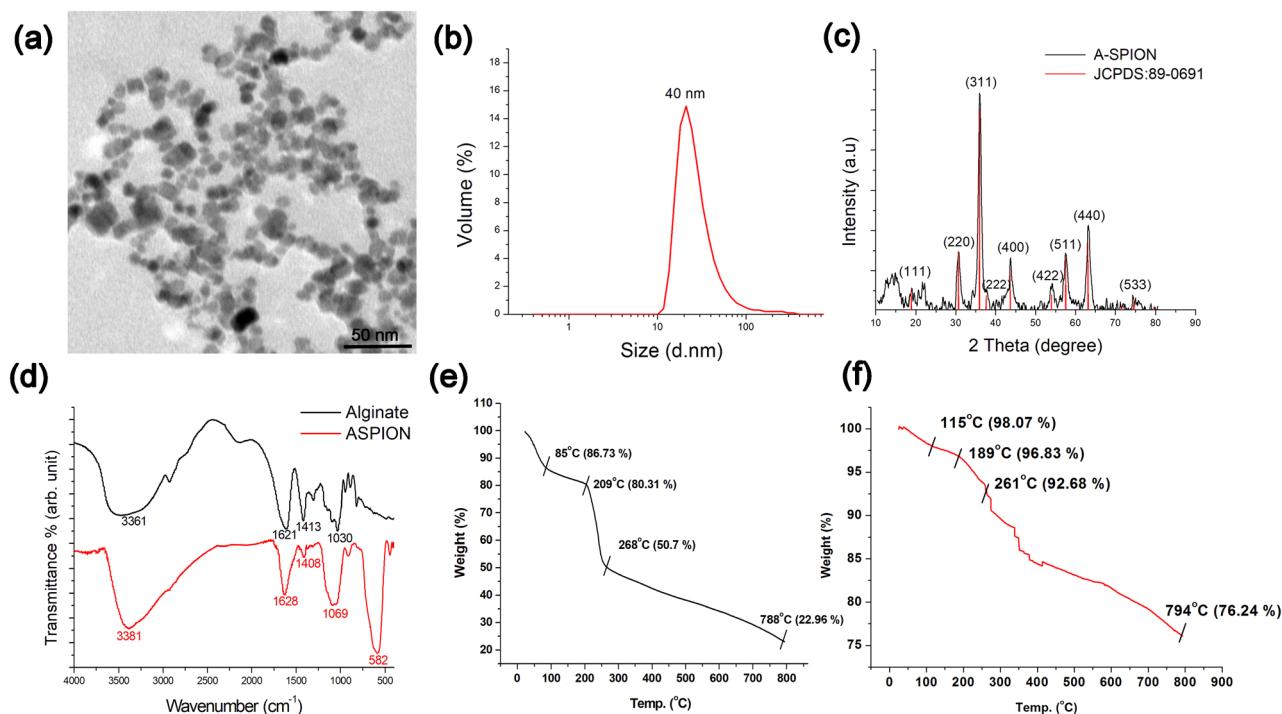 (a)
50 nm
(b)
40 nm
18
16
14
12
10
8
6
4
2
0
Volume (%)
1
10
100
Size (d.nm)
(c)
A-SPION
JCPDS:89-0691
(311)
(440)
(220)
(400)
(511)
(111)
(222)
(422)
(533)
Intensity (a.u)
10
20
30
40
50
60
70
80
90
2 Theta (degree)
(d)
Alginate
ASPION
3361
1621
1413
1030
1408
1628
1069
3381
582
Transmittance % (arb. unit)
4000
3500
3000
2500
2000
1500
1000
500
Wavenumber (cm⁻¹)
(e)
110
100
90
80
70
60
50
40
30
20
85°C (86.73 %)
209°C (80.31 %)
268°C (50.7 %)
788°C (22.96 %)
Weight (%)
0
100
200
300
400
500
600
700
800
Temp. (°C)
(f)
100
95
90
85
80
75
115°C (98.07 %)
189°C (96.83 %)
261°C (92.68 %)
794°C (76.24 %)
Weight (%)
0
100
200
300
400
500
600
700
800
900
Temp. (°C)